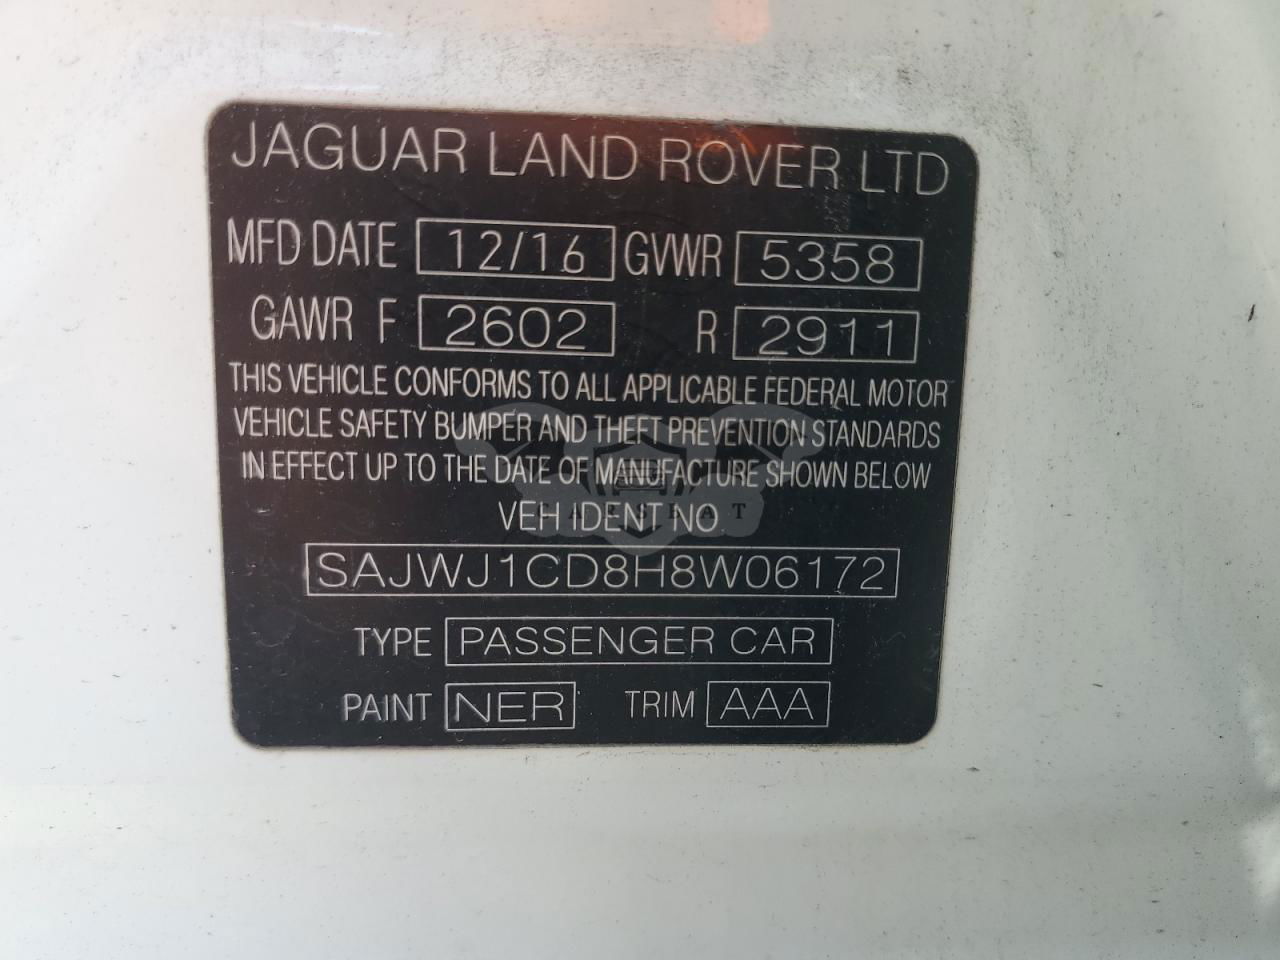 JAGUAR LAND ROVER LTD
MFD DATE 12/16 GVWR 5358
GAWR F 2602 R 2911
THIS VEHICLE CONFORMS TO ALL APPLICABLE FEDERAL MOTOR
VEHICLE SAFETY BUMPER AND THEFT PREVENTION STANDARDS
IN EFFECT UP TO THE DATE OF MANUFACTURE SHOWN BELOW
VEH IDENT NO
SAJWJ1CD8H8W06172
TYPE PASSENGER CAR
PAINT NER TRIM AAA